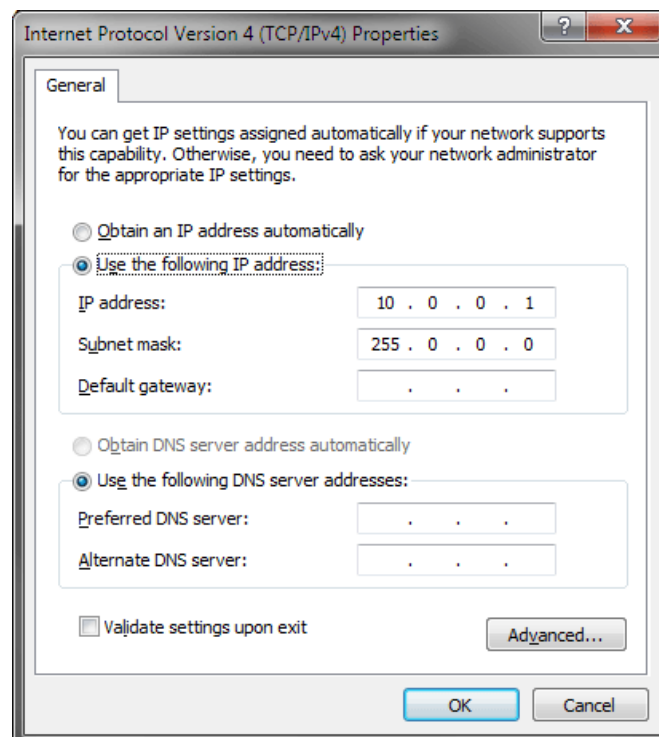 Internet Protocol Version 4 (TCP/IPv4) Properties
?
X
General
You can get IP settings assigned automatically if your network supports
this capability. Otherwise, you need to ask your network administrator
for the appropriate IP settings.
Obtain an IP address automatically
Use the following IP address:
IP address: 10 . 0 . 0 . 1
Subnet mask: 255 . 0 . 0 . 0
Default gateway: . . .
Obtain DNS server address automatically
Use the following DNS server addresses:
Preferred DNS server: . . .
Alternate DNS server: . . .
Validate settings upon exit
Advanced...
OK
Cancel